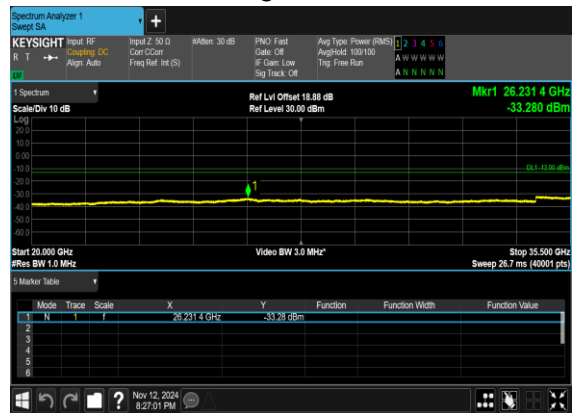 Spectrum Analyzer 1
Swept SA
+
KEYSIGHT Input: RF Input Z: 50 Ω #Atten: 30 dB PNO: Fast Avg Type: Power (RMS) 1 2 3 4 5 6
R T Coupling: DC Corr CCorr Gate: Off Avg|Hold: 100/100 A W W W W W
Align: Auto Freq Ref: Int (S) IF Gain: Low Trig: Free Run
Sig Track: Off A N N N N N
1 Spectrum Ref Lvl Offset 18.88 dB Mkr1 26.231 4 GHz
Scale/Div 10 dB Ref Level 30.00 dBm -33.280 dBm
Log
20.0
10.0
0.00
-10.0
DL1 -13.00 dBm
-20.0
1
-30.0
-40.0
-50.0
-60.0
Start 20.000 GHz Video BW 3.0 MHz* Stop 35.500 GHz
#Res BW 1.0 MHz Sweep 26.7 ms (40001 pts)
5 Marker Table
Mode Trace Scale X Y Function Function Width Function Value
1 N 1 f 26.231 4 GHz -33.28 dBm
2
3
4
5
6
? Nov 12, 2024
8:27:01 PM